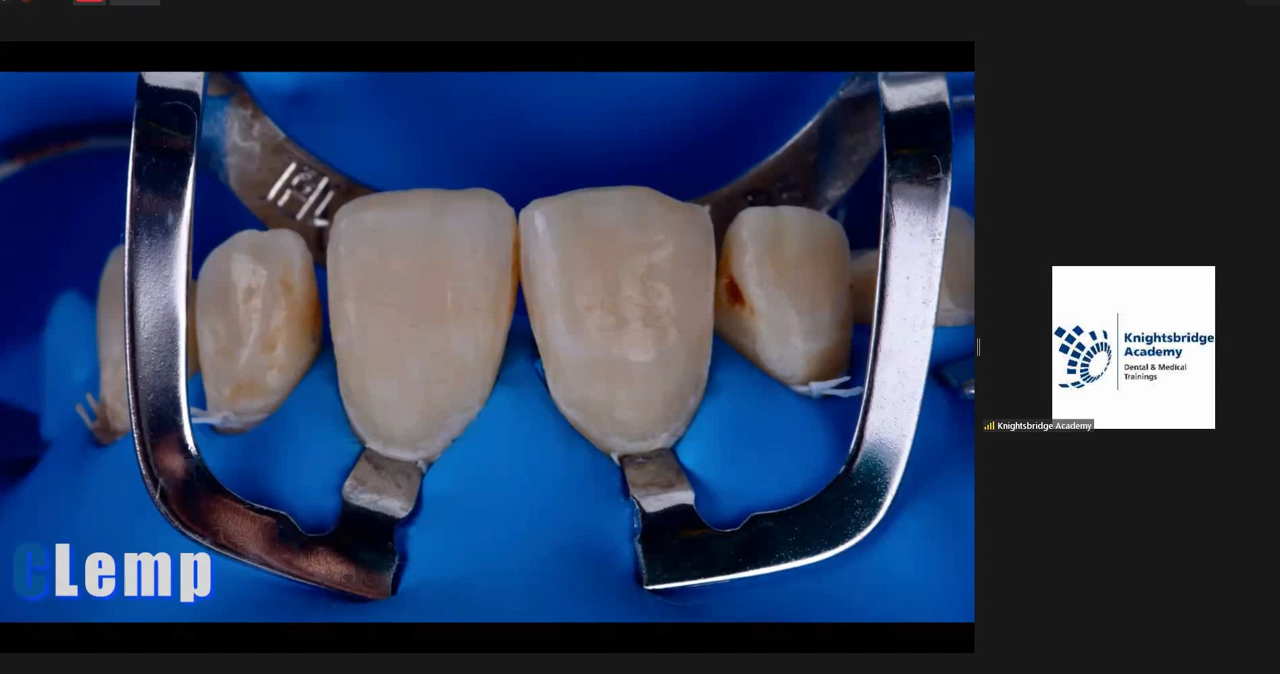 CLemp
Knightsbridge
Academy
Dental & Medical
Trainings
Knightsbridge Academy